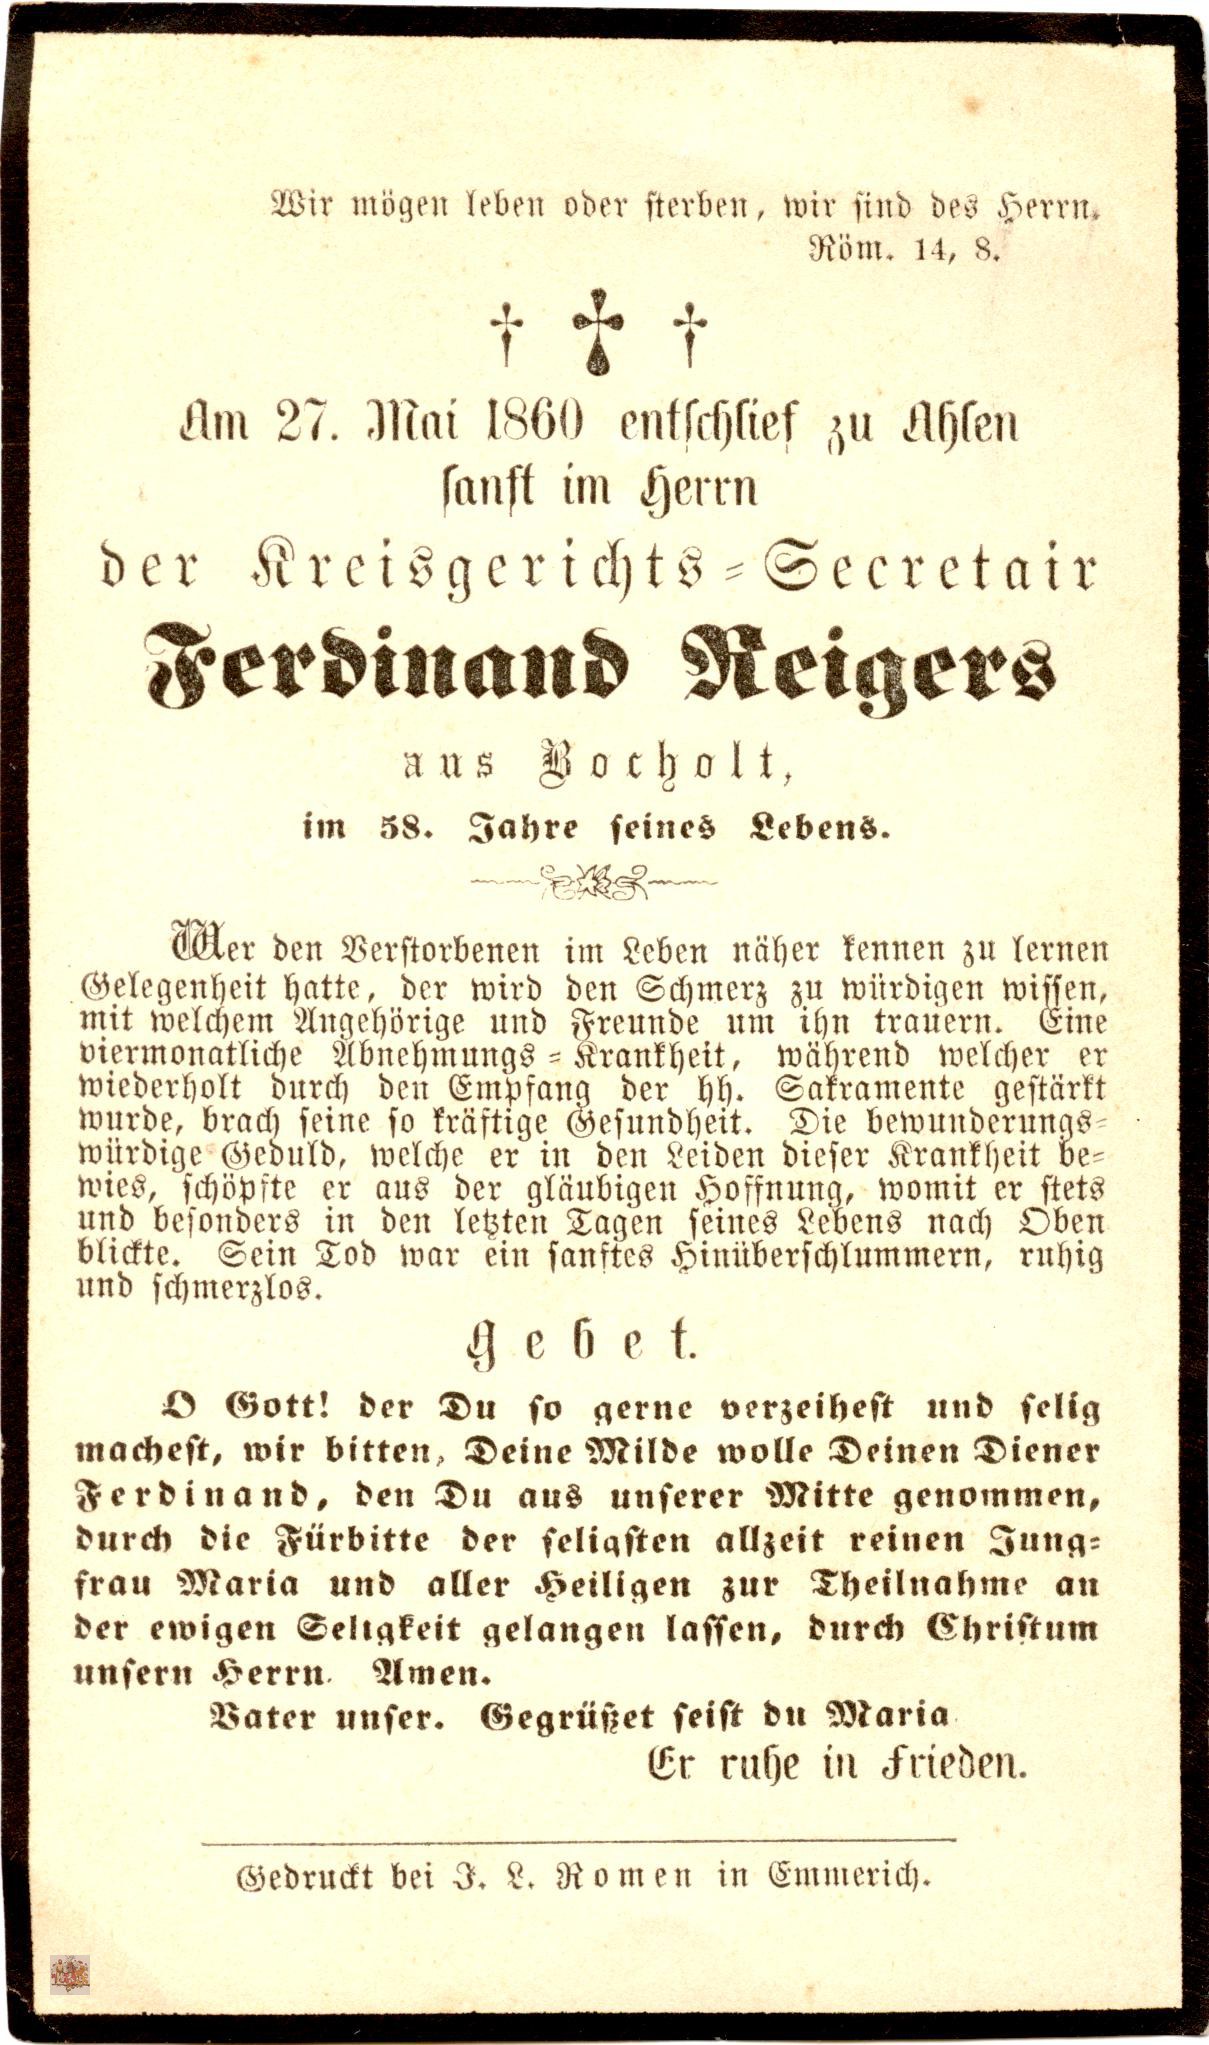 Wir mögen leben oder sterben, wir sind des Herrn.
Röm. 14, 8.
† † †
Am 27. Mai 1860 entschlief zu Ahsen
sanft im Herrn
der Kreisgerichts-Secretair
Ferdinand Reigers
aus Bocholt,
im 58. Jahre seines Lebens.
Wer den Verstorbenen im Leben näher kennen zu lernen
Gelegenheit hatte, der wird den Schmerz zu würdigen wissen,
mit welchem Angehörige und Freunde um ihn trauern. Eine
viermonatliche Abnehmungs-Krankheit, während welcher er
wiederholt durch den Empfang der hh. Sakramente gestärkt
wurde, brach seine so kräftige Gesundheit. Die bewunderungs-
würdige Geduld, welche er in den Leiden dieser Krankheit be-
wies, schöpfte er aus der gläubigen Hoffnung, womit er stets
und besonders in den letzten Tagen seines Lebens nach Oben
blickte. Sein Tod war ein sanftes Hinüberschlummern, ruhig
und schmerzlos.
Gebet.
O Gott! der Du so gerne verzeihest und selig
machest, wir bitten, Deine Milde wolle Deinen Diener
Ferdinand, den Du aus unserer Mitte genommen,
durch die Fürbitte der seligsten allzeit reinen Jung-
frau Maria und aller Heiligen zur Theilnahme an
der ewigen Seligkeit gelangen lassen, durch Christum
unsern Herrn. Amen.
Vater unser. Gegrüßet seist du Maria.
Er ruhe in Frieden.
Gedruckt bei J. L. Romen in Emmerich.